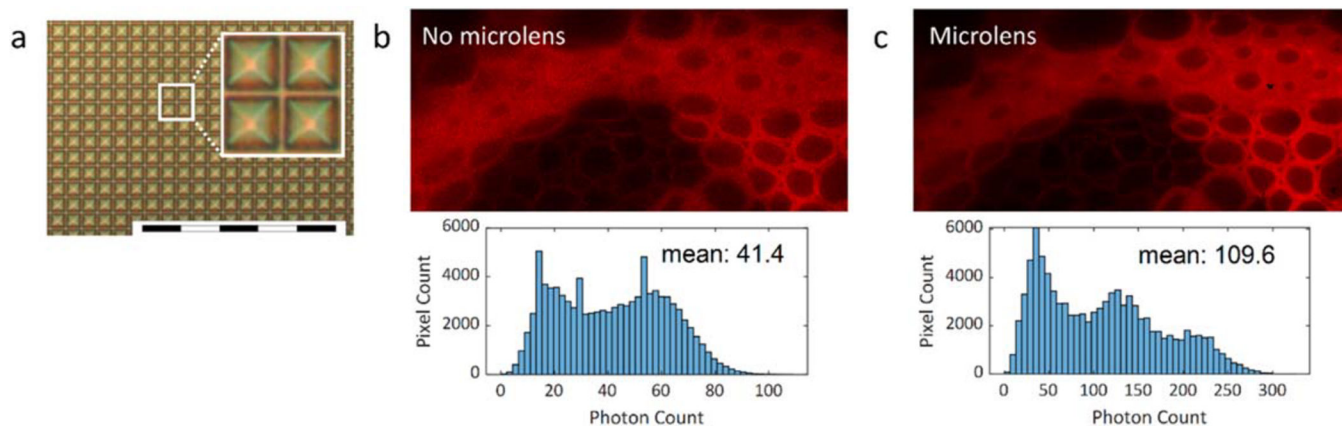 a
b
No microlens
c
Microlens
6000
4000
2000
0
Pixel Count
mean: 41.4
0 20 40 60 80 100
Photon Count
6000
4000
2000
0
Pixel Count
mean: 109.6
0 50 100 150 200 250 300
Photon Count